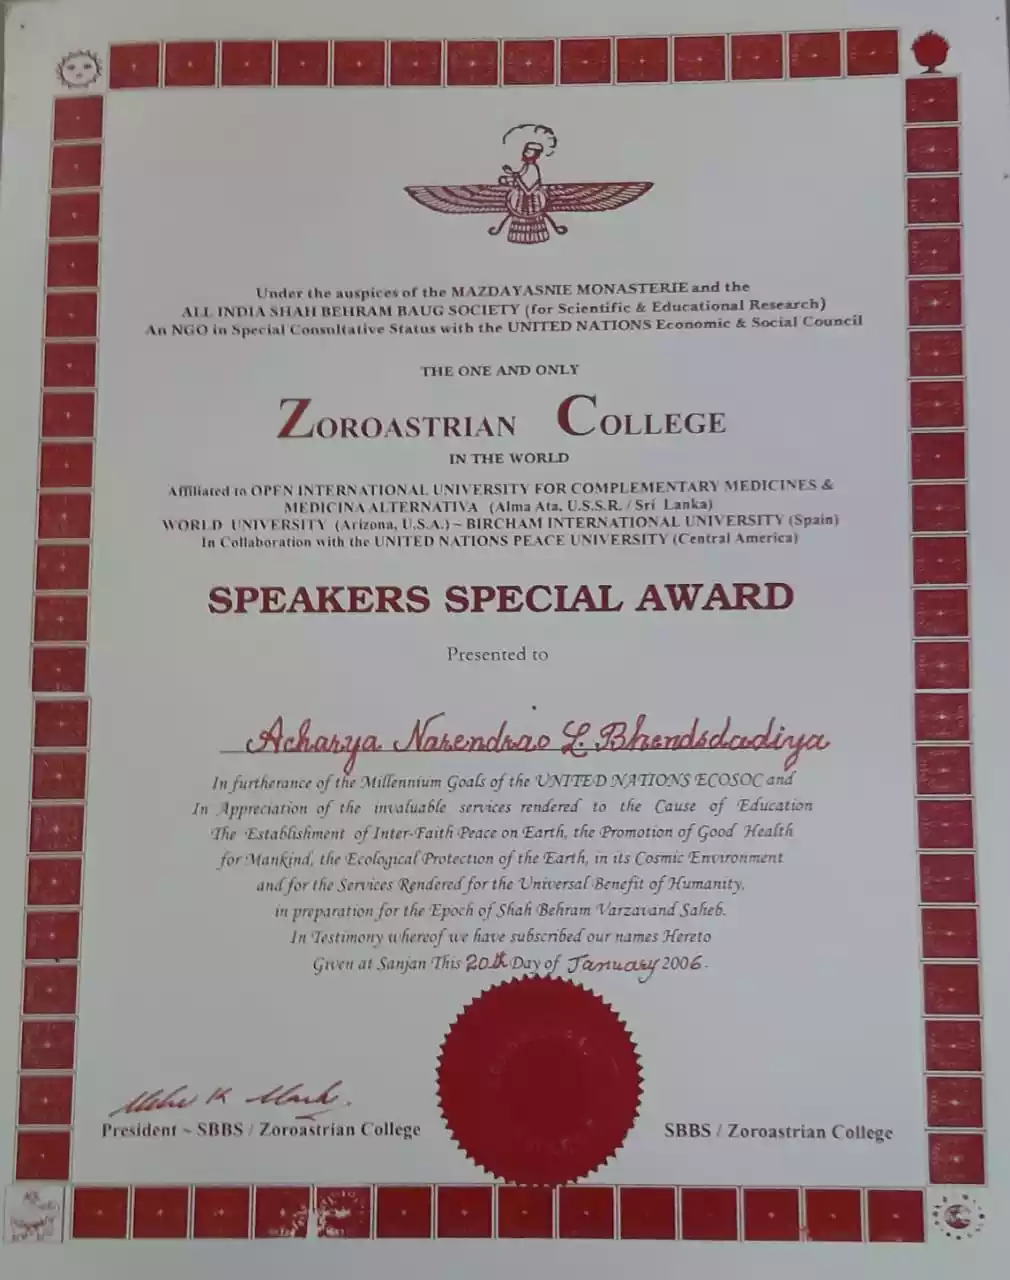 Under the auspices of the MAZDAYASNIE MONASTERIE and the
ALL INDIA SHAH BEHRAM BAUG SOCIETY (for Scientific & Educational Research)
An NGO in Special Consultative Status with the UNITED NATIONS Economic & Social Council
THE ONE AND ONLY
ZOROASTRIAN COLLEGE
IN THE WORLD
Affiliated to OPEN INTERNATIONAL UNIVERSITY FOR COMPLEMENTARY MEDICINES &
MEDICINA ALTERNATIVA (Alma Ata, U.S.S.R. / Sri Lanka)
WORLD UNIVERSITY (Arizona, U.S.A.) ~ BIRCHAM INTERNATIONAL UNIVERSITY (Spain)
In Collaboration with the UNITED NATIONS PEACE UNIVERSITY (Central America)
SPEAKERS SPECIAL AWARD
Presented to
Acharya Narendrao L. Bhendsdadiya
In furtherance of the Millennium Goals of the UNITED NATIONS ECOSOC and
In Appreciation of the invaluable services rendered to the Cause of Education
The Establishment of Inter-Faith Peace on Earth, the Promotion of Good Health
for Mankind, the Ecological Protection of the Earth, in its Cosmic Environment
and for the Services Rendered for the Universal Benefit of Humanity,
in preparation for the Epoch of Shah Behram Varzavand Saheb.
In Testimony whereof we have subscribed our names Hereto
Given at Sanjan This 20th Day of January 2006.
President ~ SBBS / Zoroastrian College
SBBS / Zoroastrian College